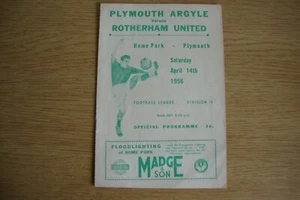 PLYMOUTH ARGYLE
versus
ROTHERHAM UNITED
Home Park - Plymouth
Saturday
April 14th
1956
FOOTBALL LEAGUE DIVISION 2
OFFICIAL PROGRAMME
FLOODLIGHTING
at HOME PARK
MADGE
& SON